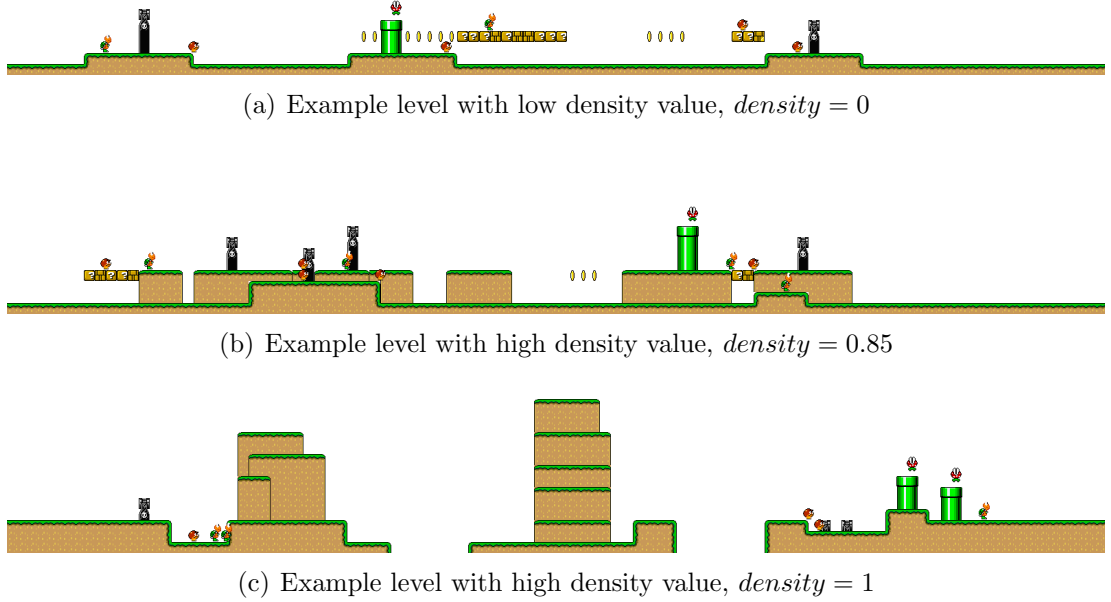 (a) Example level with low density value, density = 0
(b) Example level with high density value, density = 0.85
(c) Example level with high density value, density = 1